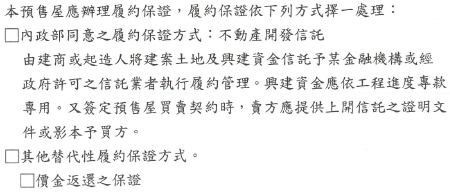 本預售屋應辦理履約保證，履約保證依下列方式擇一處理：
□內政部同意之履約保證方式：不動產開發信託
由建商或起造人將建案土地及興建資金信託予某金融機構或經
政府許可之信託業者執行履約管理。興建資金應依工程進度專款
專用。又簽定預售屋買賣契約時，賣方應提供上開信託之證明文
件或影本予買方。
□其他替代性履約保證方式。
□價金返還之保證